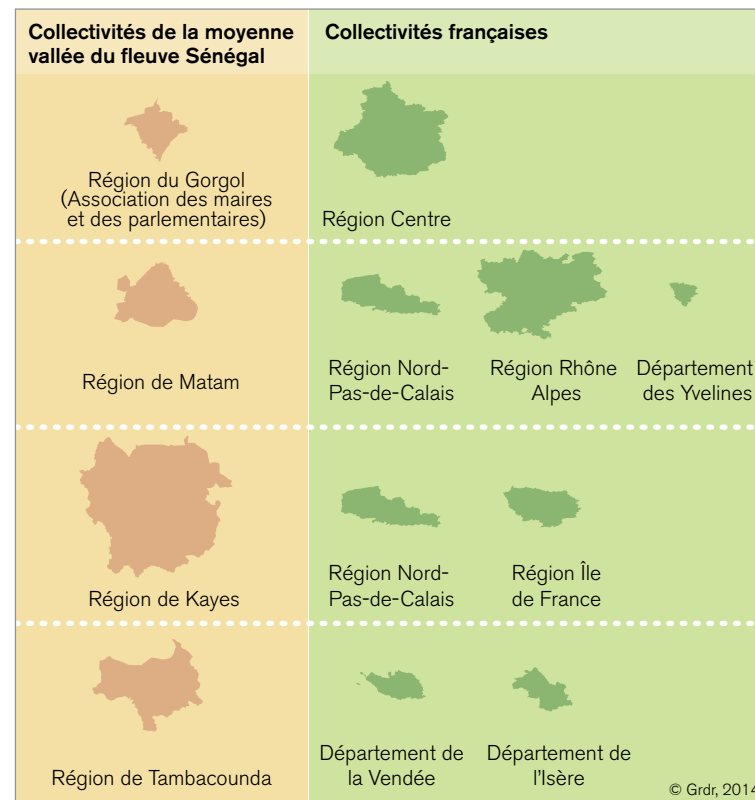 Collectivités de la moyenne
vallée du fleuve Sénégal
Collectivités françaises
Région du Gorgol
(Association des maires
et des parlementaires)
Région Centre
Région de Matam
Région Nord-
Pas-de-Calais
Région Rhône
Alpes
Département
des Yvelines
Région de Kayes
Région Nord-
Pas-de-Calais
Région Île
de France
Région de Tambacounda
Département de
la Vendée
Département de
l'Isère
© Grdr, 2014